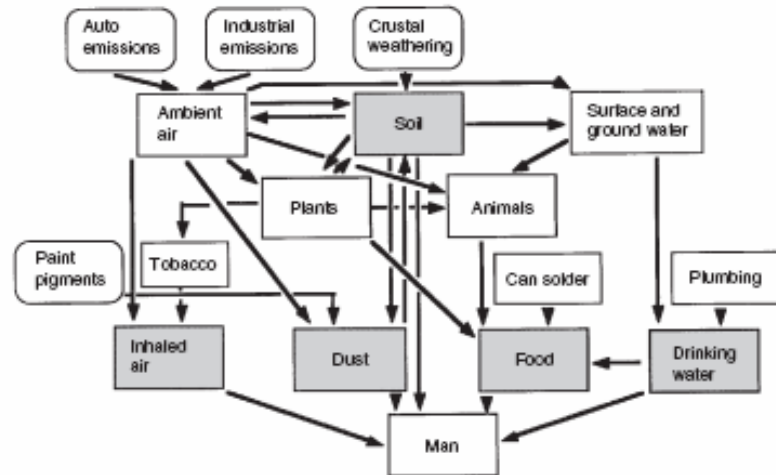 Auto
emissions
Industrial
emissions
Crustal
weathering
Ambient
air
Soil
Surface and
ground water
Plants
Animals
Paint
pigments
Tobacco
Can solder
Plumbing
Inhaled
air
Dust
Food
Drinking
water
Man